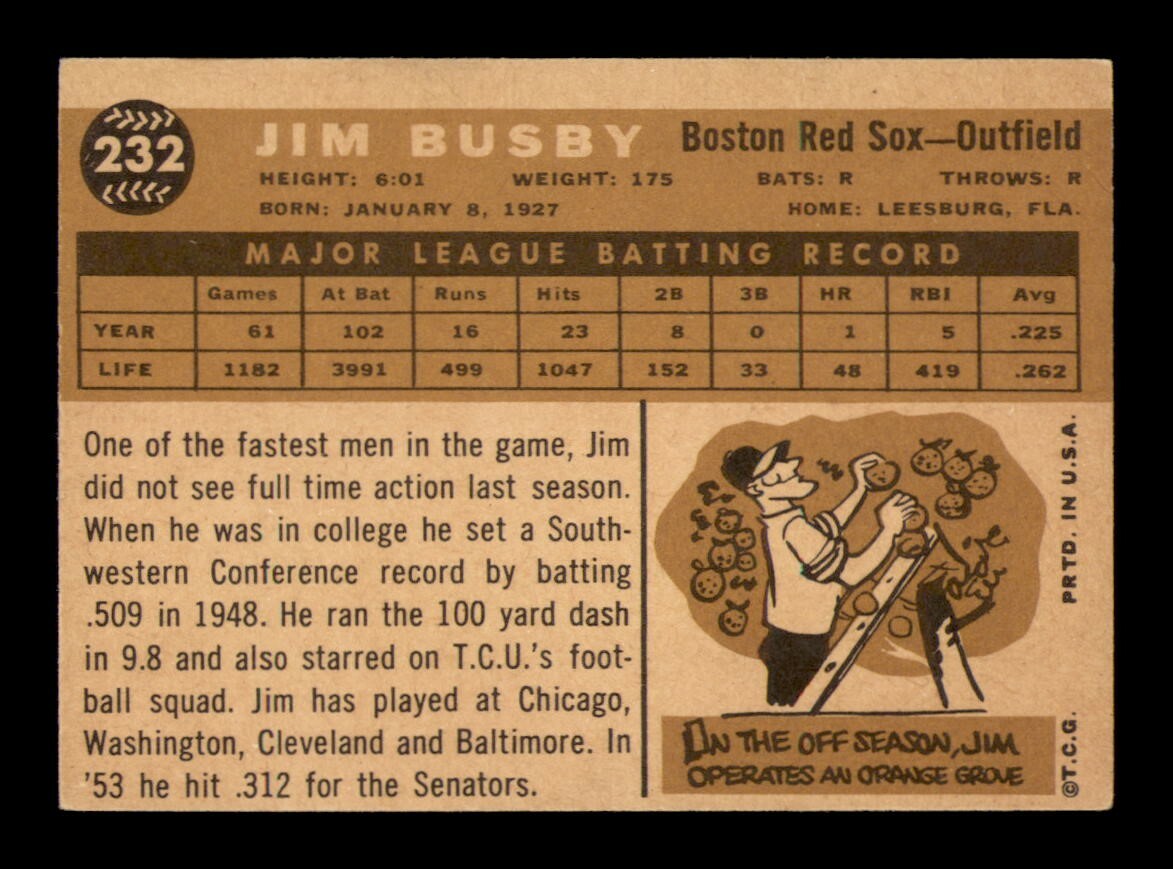 232
JIM BUSBY Boston Red Sox—Outfield
HEIGHT: 6:01 WEIGHT: 175 BATS: R THROWS: R
BORN: JANUARY 8, 1927 HOME: LEESBURG, FLA.
MAJOR LEAGUE BATTING RECORD
Games At Bat Runs Hits 2B 3B HR RBI Avg
YEAR 61 102 16 23 8 0 1 5 .225
LIFE 1182 3991 499 1047 152 33 48 419 .262
One of the fastest men in the game, Jim
did not see full time action last season.
When he was in college he set a South-
western Conference record by batting
.509 in 1948. He ran the 100 yard dash
in 9.8 and also starred on T.C.U.'s foot-
ball squad. Jim has played at Chicago,
Washington, Cleveland and Baltimore. In
'53 he hit .312 for the Senators.
IN THE OFF SEASON, JIM
OPERATES AN ORANGE GROVE
©T.C.G. PRTD. IN U.S.A.